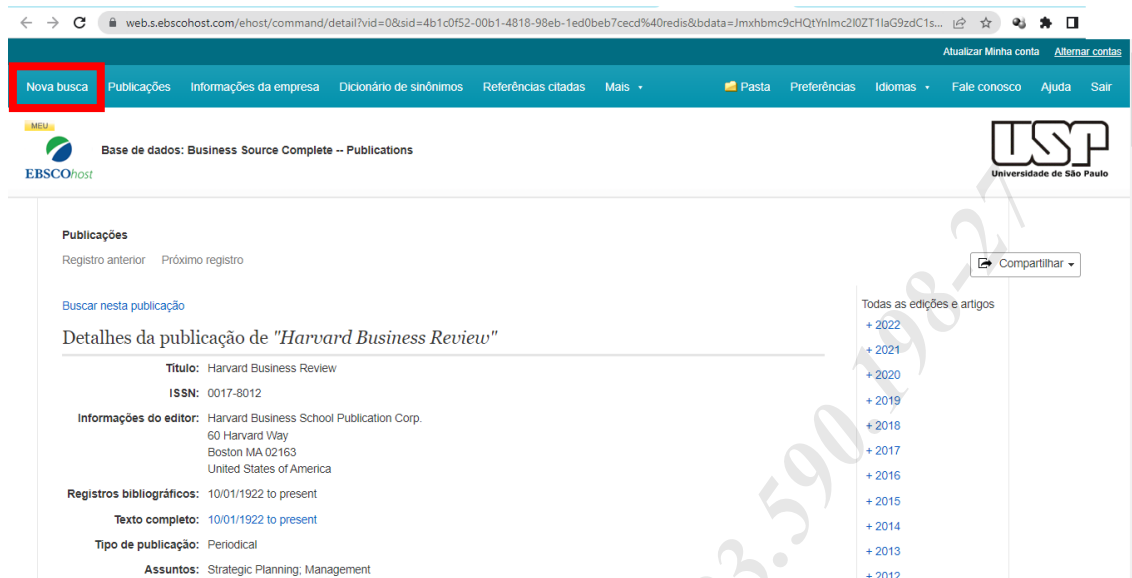 web.s.ebscohost.com/ehost/command/detail?vid=0&sid=4b1c0f52-00b1-4818-98eb-1ed0beb7cecd%40redis&bdata=Jmxhbmc9cHQtYnImc2l0ZT1laG9zdC1s...
Atualizar Minha conta Alternar contas
Nova busca Publicações Informações da empresa Dicionário de sinônimos Referências citadas Mais Pasta Preferências Idiomas Fale conosco Ajuda Sair
MEU
EBSCOhost
Base de dados: Business Source Complete -- Publications
USP
Universidade de São Paulo
Publicações
Registro anterior Próximo registro
Compartilhar
Buscar nesta publicação
Detalhes da publicação de "Harvard Business Review"
Título: Harvard Business Review
ISSN: 0017-8012
Informações do editor: Harvard Business School Publication Corp.
60 Harvard Way
Boston MA 02163
United States of America
Registros bibliográficos: 10/01/1922 to present
Texto completo: 10/01/1922 to present
Tipo de publicação: Periodical
Assuntos: Strategic Planning; Management
Todas as edições e artigos
+ 2022
+ 2021
+ 2020
+ 2019
+ 2018
+ 2017
+ 2016
+ 2015
+ 2014
+ 2013
+ 2012
3.590.198-27